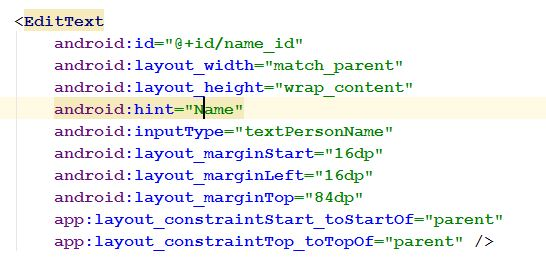 <EditText
android:id="@+id/name_id"
android:layout_width="match_parent"
android:layout_height="wrap_content"
android:hint="Name"
android:inputType="textPersonName"
android:layout_marginStart="16dp"
android:layout_marginLeft="16dp"
android:layout_marginTop="84dp"
app:layout_constraintStart_toStartOf="parent"
app:layout_constraintTop_toTopOf="parent" />